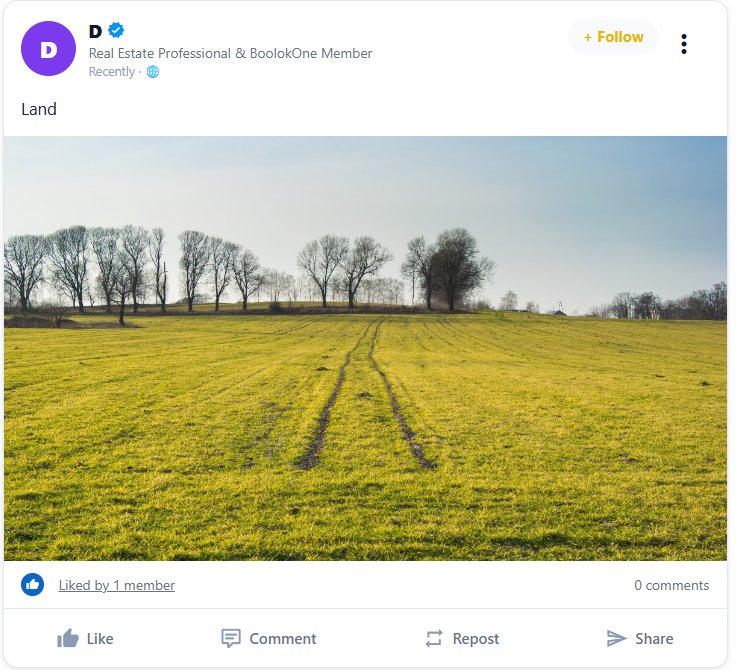 D
D
Real Estate Professional & BoolokOne Member
Recently ·
+ Follow
Land
Liked by 1 member
0 comments
Like
Comment
Repost
Share